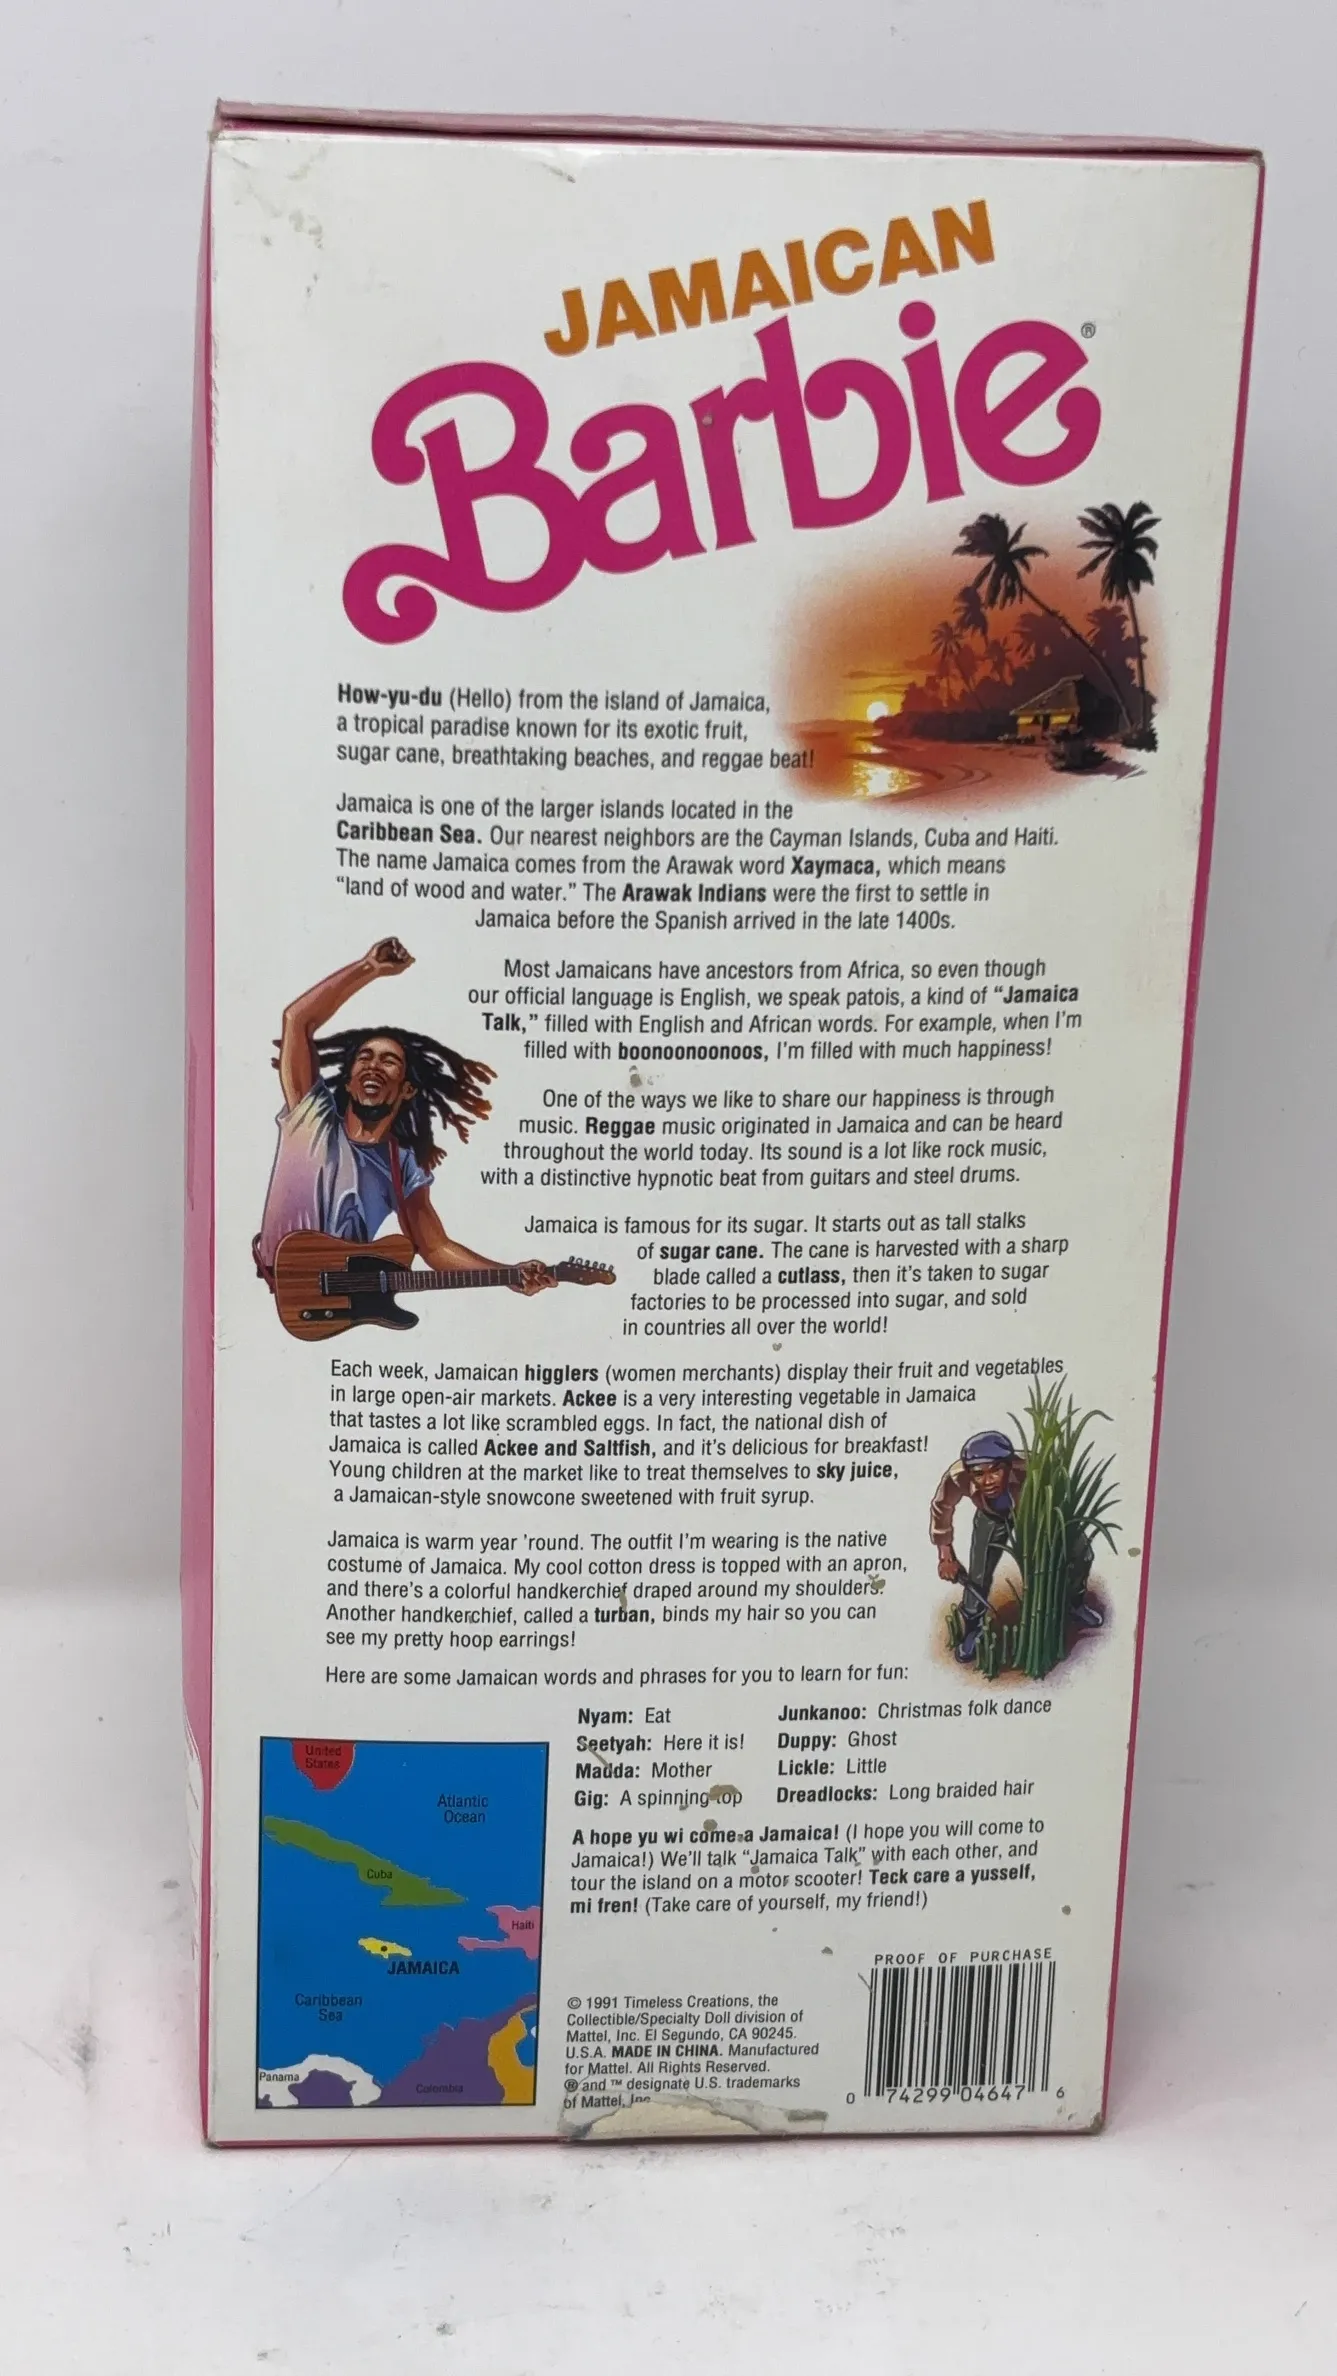 JAMAICAN
Barbie®
How-yu-du (Hello) from the island of Jamaica,
a tropical paradise known for its exotic fruit,
sugar cane, breathtaking beaches, and reggae beat!
Jamaica is one of the larger islands located in the
Caribbean Sea. Our nearest neighbors are the Cayman Islands, Cuba and Haiti.
The name Jamaica comes from the Arawak word Xaymaca, which means
“land of wood and water.” The Arawak Indians were the first to settle in
Jamaica before the Spanish arrived in the late 1400s.
Most Jamaicans have ancestors from Africa, so even though
our official language is English, we speak patois, a kind of “Jamaica
Talk,” filled with English and African words. For example, when I'm
filled with boonoonoonoos, I'm filled with much happiness!
One of the ways we like to share our happiness is through
music. Reggae music originated in Jamaica and can be heard
throughout the world today. Its sound is a lot like rock music,
with a distinctive hypnotic beat from guitars and steel drums.
Jamaica is famous for its sugar. It starts out as tall stalks
of sugar cane. The cane is harvested with a sharp
blade called a cutlass, then it's taken to sugar
factories to be processed into sugar, and sold
in countries all over the world!
Each week, Jamaican higglers (women merchants) display their fruit and vegetables
in large open-air markets. Ackee is a very interesting vegetable in Jamaica
that tastes a lot like scrambled eggs. In fact, the national dish of
Jamaica is called Ackee and Saltfish, and it's delicious for breakfast!
Young children at the market like to treat themselves to sky juice,
a Jamaican-style snowcone sweetened with fruit syrup.
Jamaica is warm year 'round. The outfit I'm wearing is the native
costume of Jamaica. My cool cotton dress is topped with an apron,
and there's a colorful handkerchief draped around my shoulders.
Another handkerchief, called a turban, binds my hair so you can
see my pretty hoop earrings!
Here are some Jamaican words and phrases for you to learn for fun:
Nyam: Eat
Seetyah: Here it is!
Madda: Mother
Gig: A spinning top
Junkanoo: Christmas folk dance
Duppy: Ghost
Lickle: Little
Dreadlocks: Long braided hair
A hope yu wi come a Jamaica! (I hope you will come to
Jamaica!) We'll talk “Jamaica Talk” with each other, and
tour the island on a motor scooter! Teck care a yusself,
mi fren! (Take care of yourself, my friend!)
United
States
Atlantic
Ocean
Cuba
Haiti
JAMAICA
Caribbean
Sea
Panama
Colombia
© 1991 Timeless Creations, the
Collectible/Specialty Doll division of
Mattel, Inc. El Segundo, CA 90245.
U.S.A. MADE IN CHINA. Manufactured
for Mattel. All Rights Reserved.
® and ™ designate U.S. trademarks
of Mattel, Inc.
PROOF OF PURCHASE
0 74299 04647 6